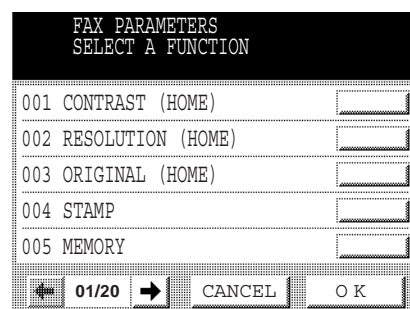 FAX PARAMETERS
SELECT A FUNCTION
001 CONTRAST (HOME)
002 RESOLUTION (HOME)
003 ORIGINAL (HOME)
004 STAMP
005 MEMORY
01/20 CANCEL OK